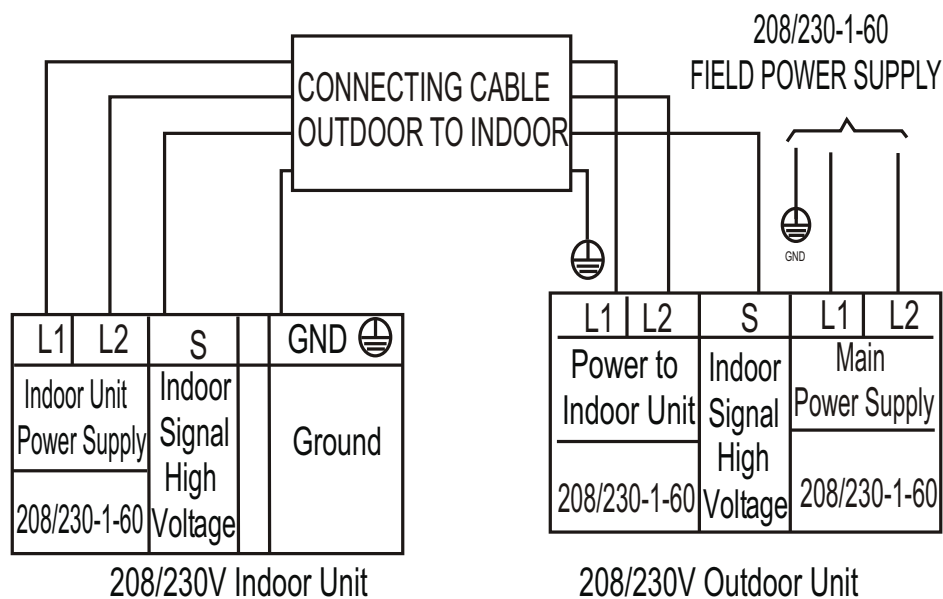 208/230-1-60
FIELD POWER SUPPLY
CONNECTING CABLE
OUTDOOR TO INDOOR
GND
L1 L2 S GND
Indoor Unit
Power Supply
208/230-1-60
Indoor
Signal
High
Voltage
Ground
208/230V Indoor Unit
L1 L2 S L1 L2
Power to
Indoor Unit
208/230-1-60
Indoor
Signal
High
Voltage
Main
Power Supply
208/230-1-60
208/230V Outdoor Unit